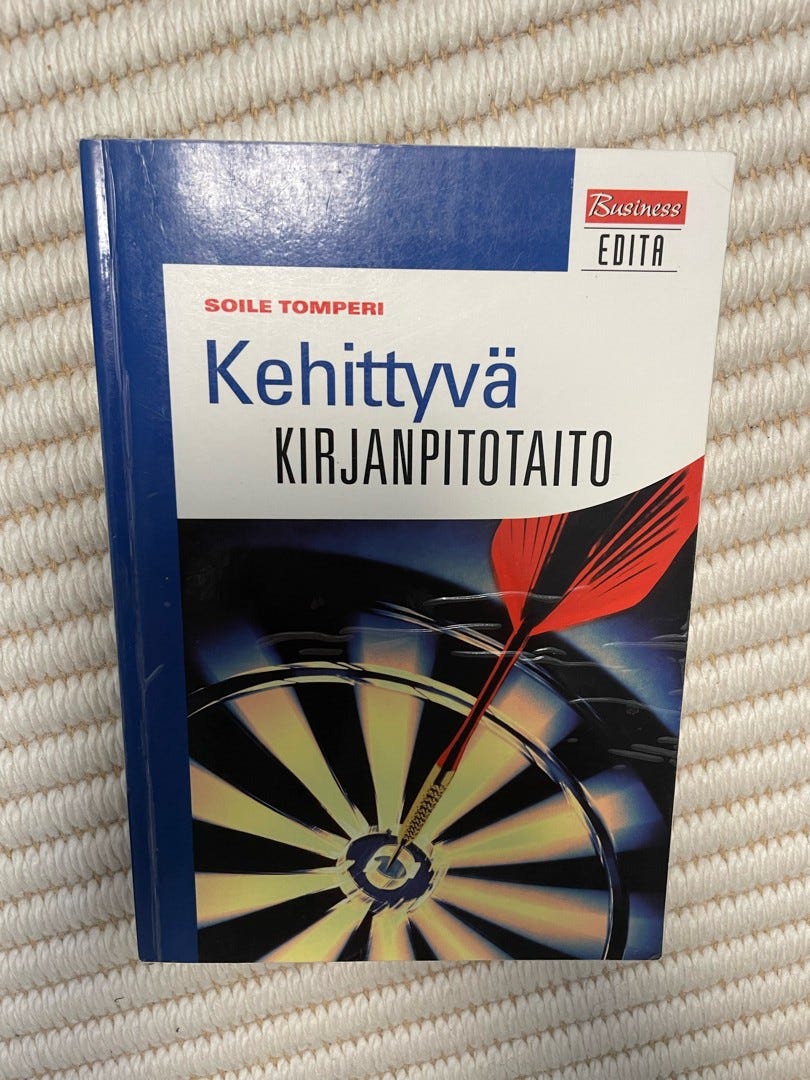 Business
EDITA
SOILE TOMPERI
Kehittyvä
KIRJANPITOTAITO